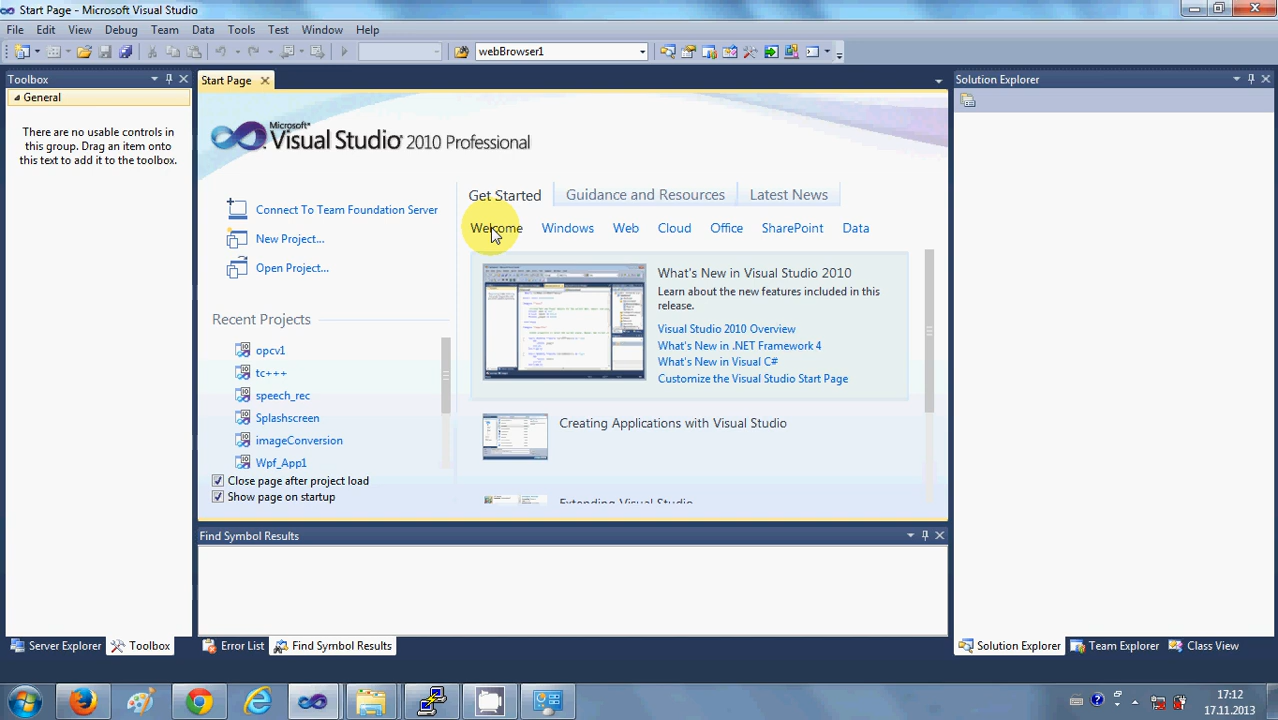 Start Page - Microsoft Visual Studio
File Edit View Debug Team Data Tools Test Window Help
webBrowser1
Toolbox
General
There are no usable controls in
this group. Drag an item onto
this text to add it to the toolbox.
Start Page
Microsoft
Visual Studio 2010 Professional
Connect To Team Foundation Server
New Project...
Open Project...
Recent Projects
opcv1
tc+++
speech_rec
Splashscreen
imageConversion
Wpf_App1
Close page after project load
Show page on startup
Get Started Guidance and Resources Latest News
Welcome Windows Web Cloud Office SharePoint Data
What's New in Visual Studio 2010
Learn about the new features included in this
release.
Visual Studio 2010 Overview
What's New in .NET Framework 4
What's New in Visual C#
Customize the Visual Studio Start Page
Creating Applications with Visual Studio
Extending Visual Studio
Solution Explorer
Find Symbol Results
Server Explorer Toolbox
Error List Find Symbol Results
Solution Explorer Team Explorer Class View
17:12
17.11.2013